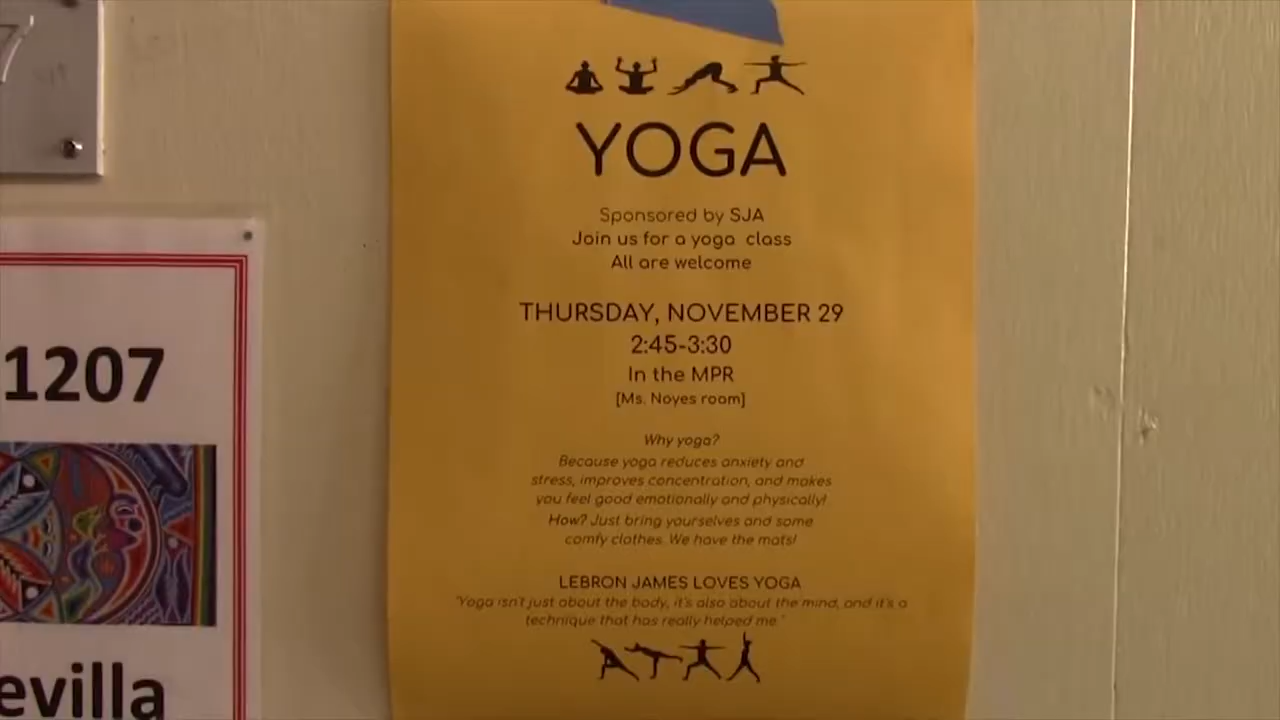 7
YOGA
Sponsored by SJA
Join us for a yoga class
All are welcome
THURSDAY, NOVEMBER 29
2:45-3:30
In the MPR
[Ms. Noyes room]
Why yoga?
Because yoga reduces anxiety and
stress, improves concentration, and makes
you feel good emotionally and physically!
How? Just bring yourselves and some
comfy clothes. We have the mats!
LEBRON JAMES LOVES YOGA
"Yoga isn't just about the body, it's also about the mind, and it's a
technique that has really helped me."
1207
evilla